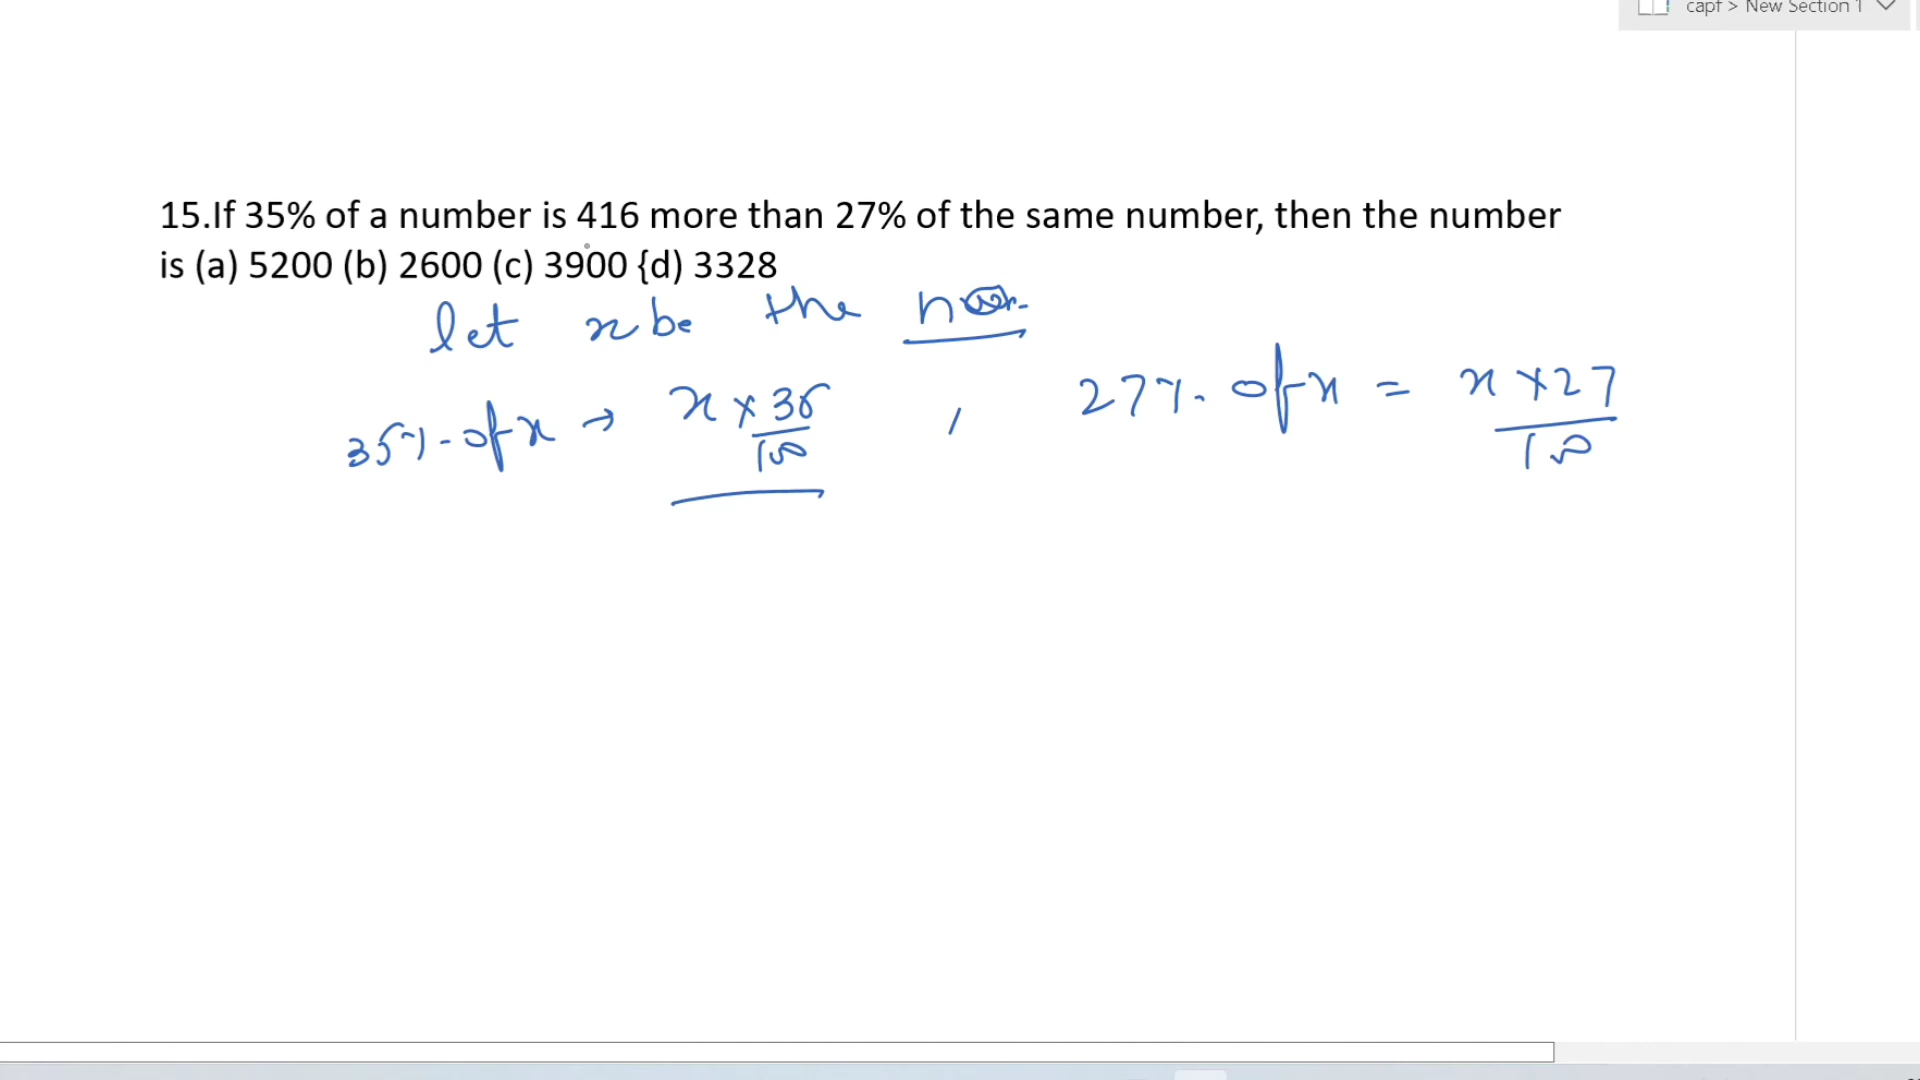 capf > New Section 1
15.If 35% of a number is 416 more than 27% of the same number, then the number
is (a) 5200 (b) 2600 (c) 3900 {d) 3328
let x be the
35% of x → x × 35/100 , 27% of x = x × 27/100